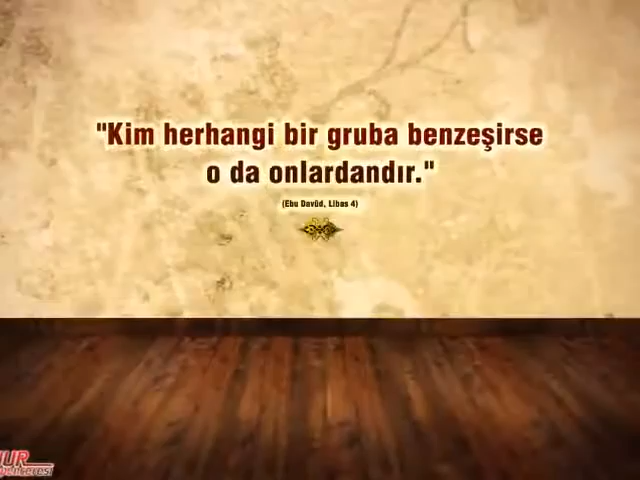 "Kim herhangi bir gruba benzeşirse
o da onlardandır."
(Ebu Davûd, Libas 4)